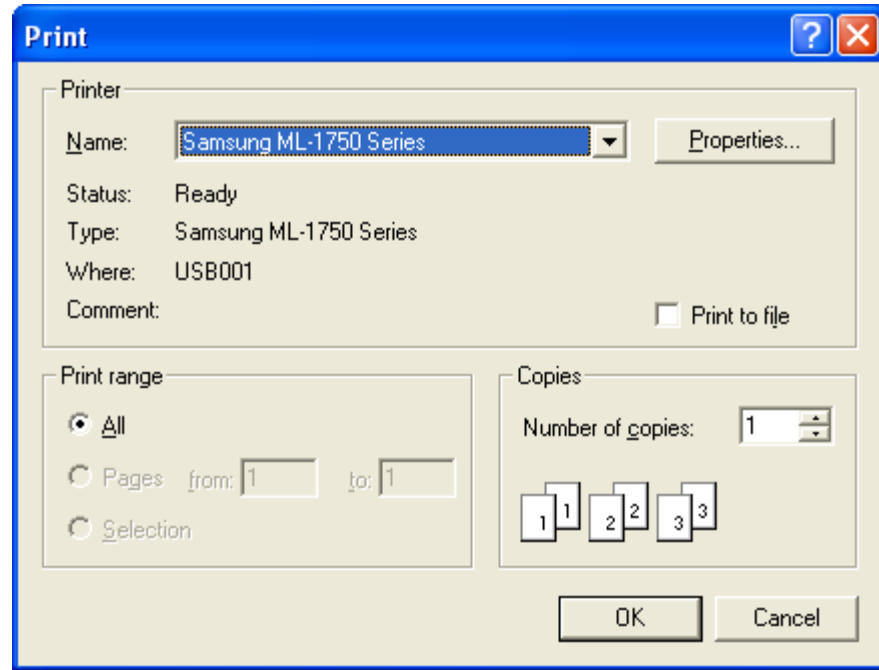 Print
Printer
Name: Samsung ML-1750 Series Properties...
Status: Ready
Type: Samsung ML-1750 Series
Where: USB001
Comment: Print to file
Print range
All
Pages from: 1 to: 1
Selection
Copies
Number of copies: 1
1 1 2 2 3 3
OK Cancel